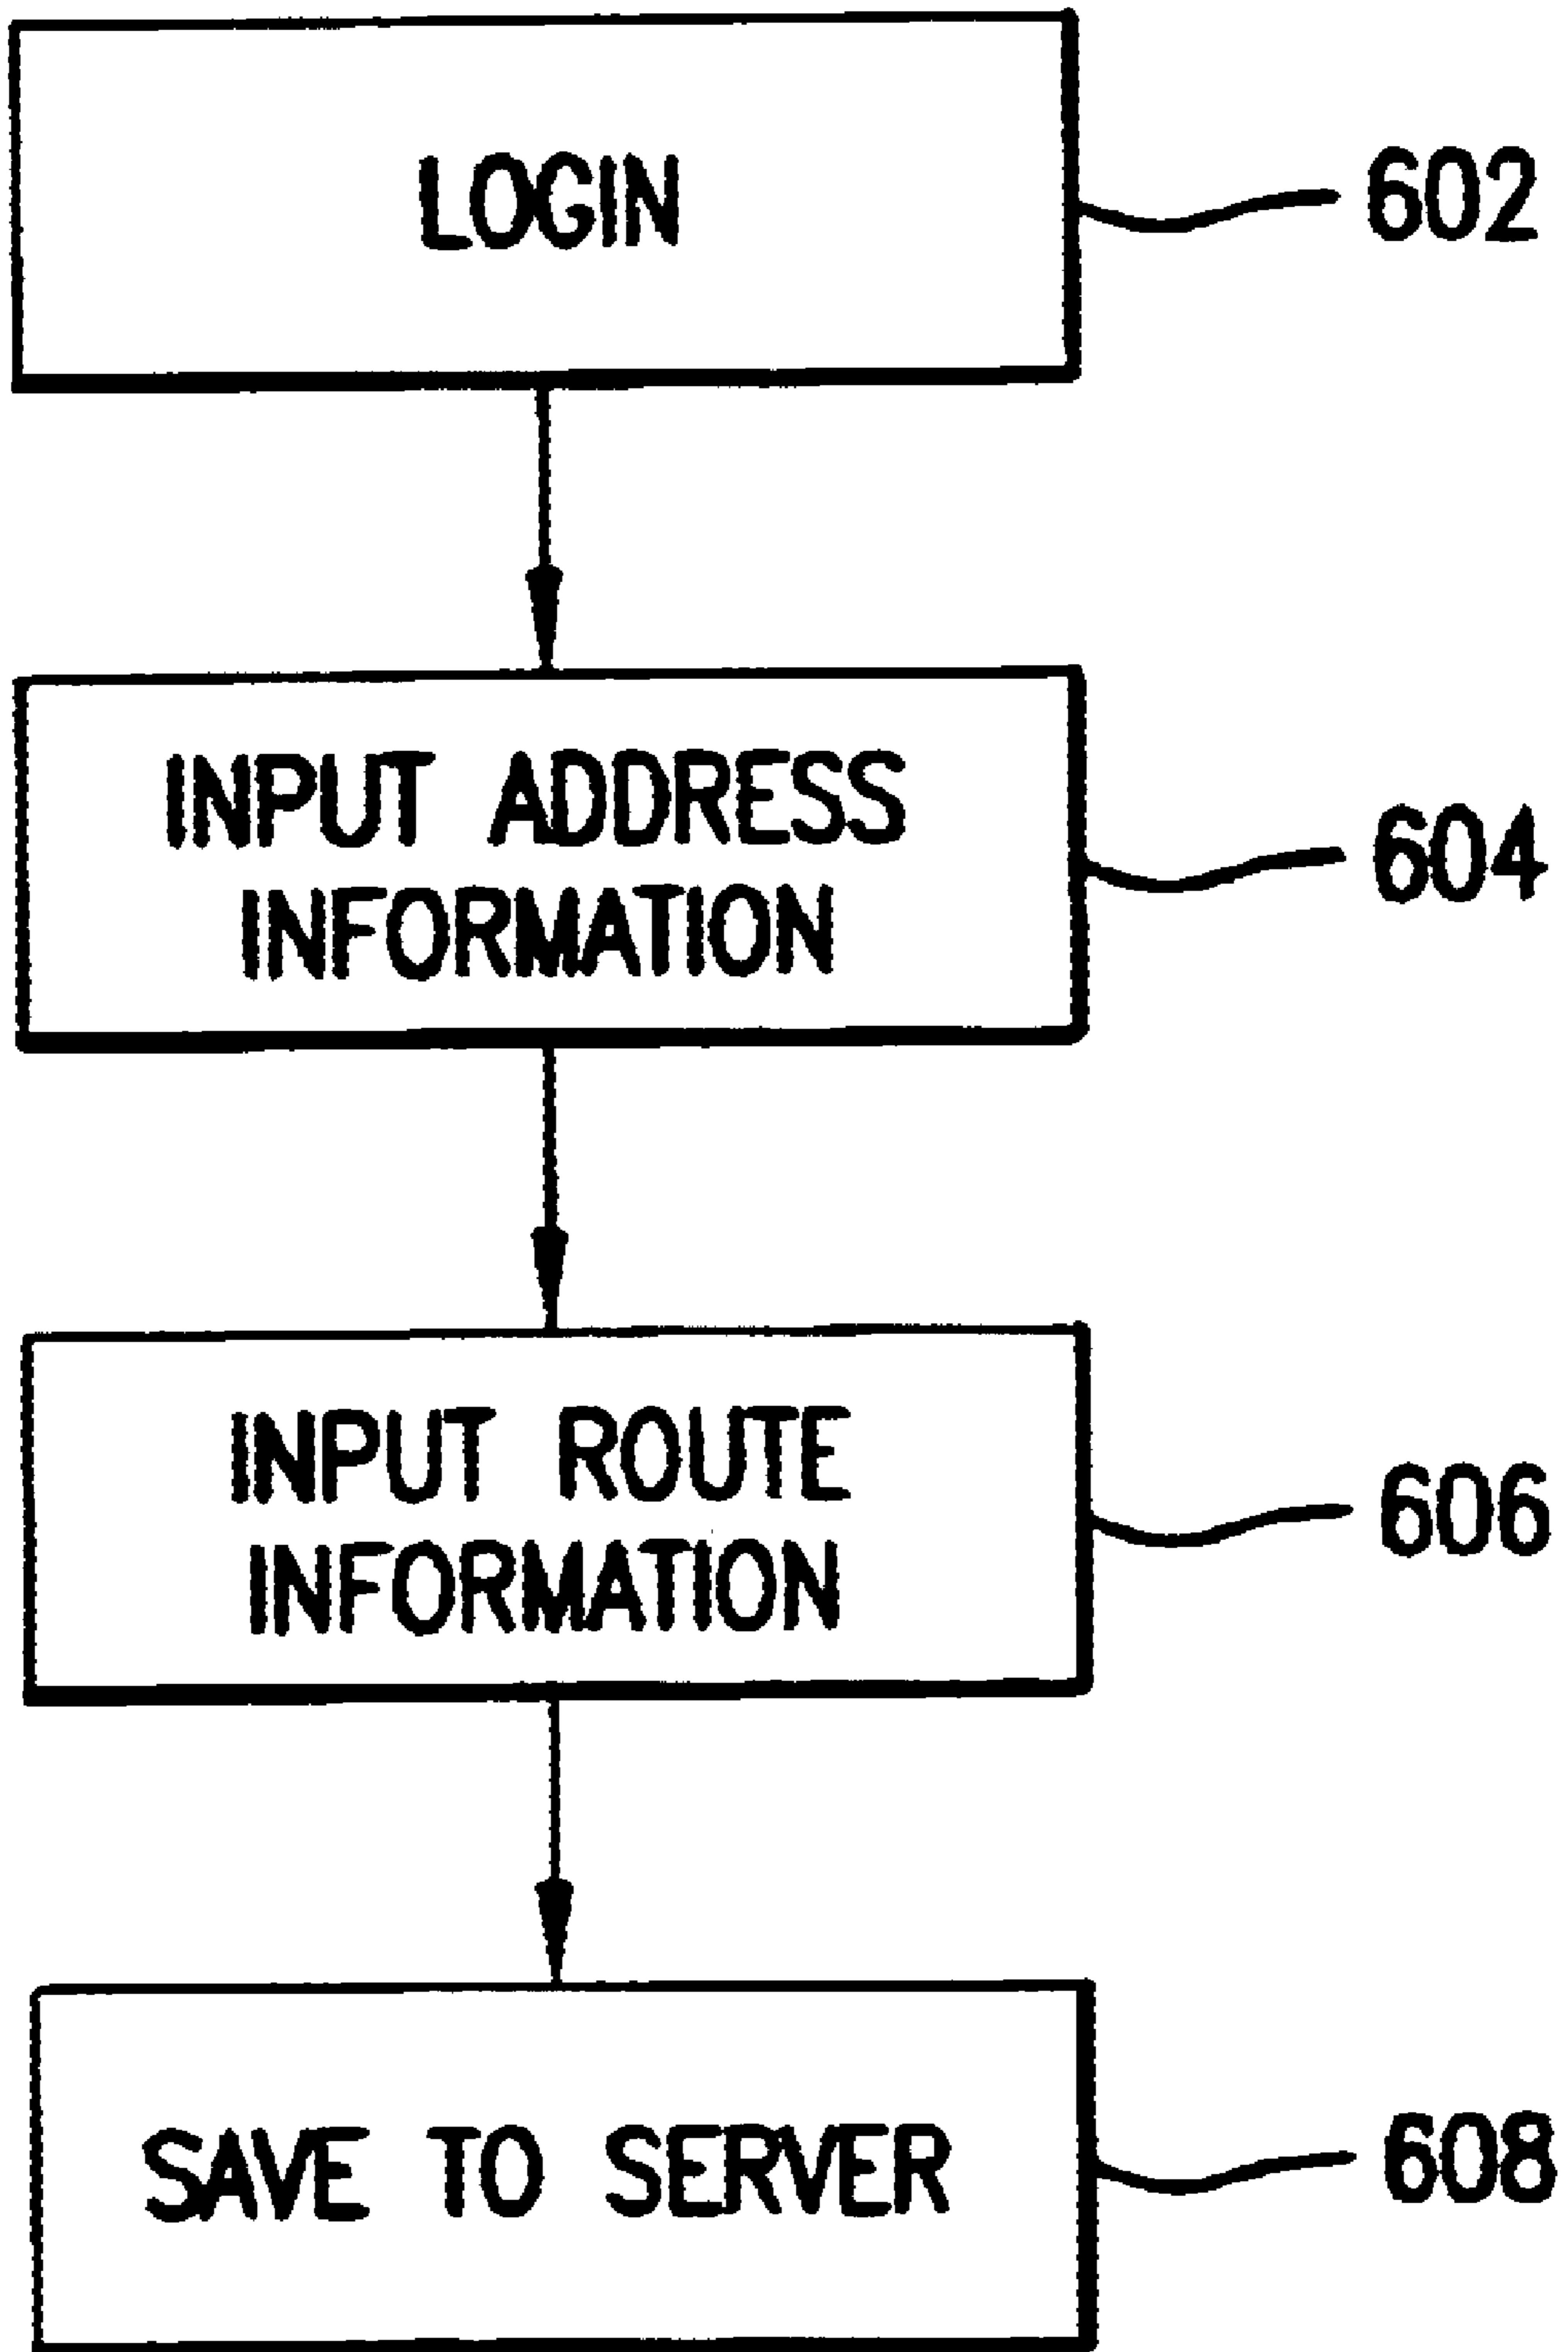 LOGIN
602
INPUT ADDRESS
INFORMATION
604
INPUT ROUTE
INFORMATION
606
SAVE TO SERVER
608